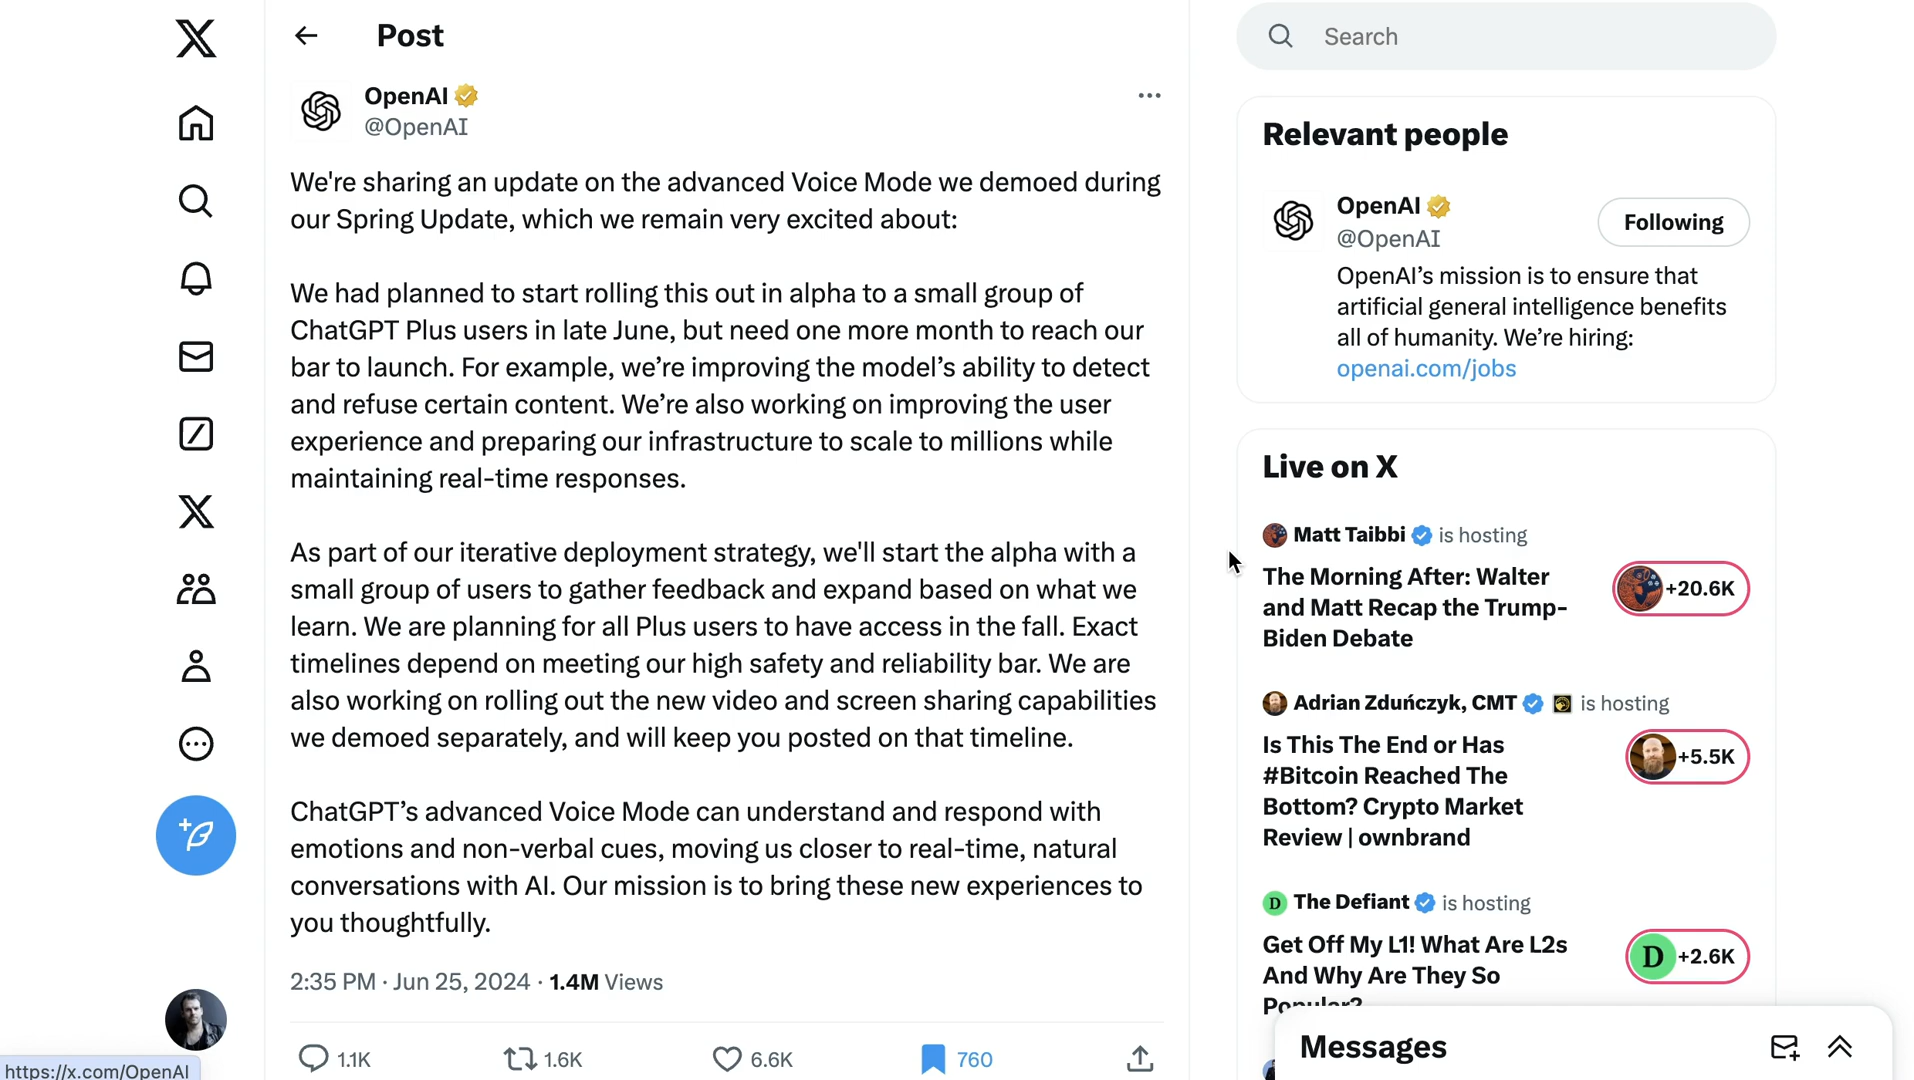 Post
OpenAI
@OpenAI
We're sharing an update on the advanced Voice Mode we demoed during
our Spring Update, which we remain very excited about:
We had planned to start rolling this out in alpha to a small group of
ChatGPT Plus users in late June, but need one more month to reach our
bar to launch. For example, we’re improving the model’s ability to detect
and refuse certain content. We’re also working on improving the user
experience and preparing our infrastructure to scale to millions while
maintaining real-time responses.
As part of our iterative deployment strategy, we'll start the alpha with a
small group of users to gather feedback and expand based on what we
learn. We are planning for all Plus users to have access in the fall. Exact
timelines depend on meeting our high safety and reliability bar. We are
also working on rolling out the new video and screen sharing capabilities
we demoed separately, and will keep you posted on that timeline.
ChatGPT’s advanced Voice Mode can understand and respond with
emotions and non-verbal cues, moving us closer to real-time, natural
conversations with AI. Our mission is to bring these new experiences to
you thoughtfully.
2:35 PM · Jun 25, 2024 · 1.4M Views
1.1K 1.6K 6.6K 760
https://x.com/OpenAI
Search
Relevant people
OpenAI
@OpenAI
Following
OpenAI’s mission is to ensure that
artificial general intelligence benefits
all of humanity. We’re hiring:
openai.com/jobs
Live on X
Matt Taibbi is hosting
The Morning After: Walter
and Matt Recap the Trump-
Biden Debate
+20.6K
Adrian Zduńczyk, CMT is hosting
Is This The End or Has
#Bitcoin Reached The
Bottom? Crypto Market
Review | ownbrand
+5.5K
D The Defiant is hosting
Get Off My L1! What Are L2s
And Why Are They So
Popular?
D +2.6K
Messages